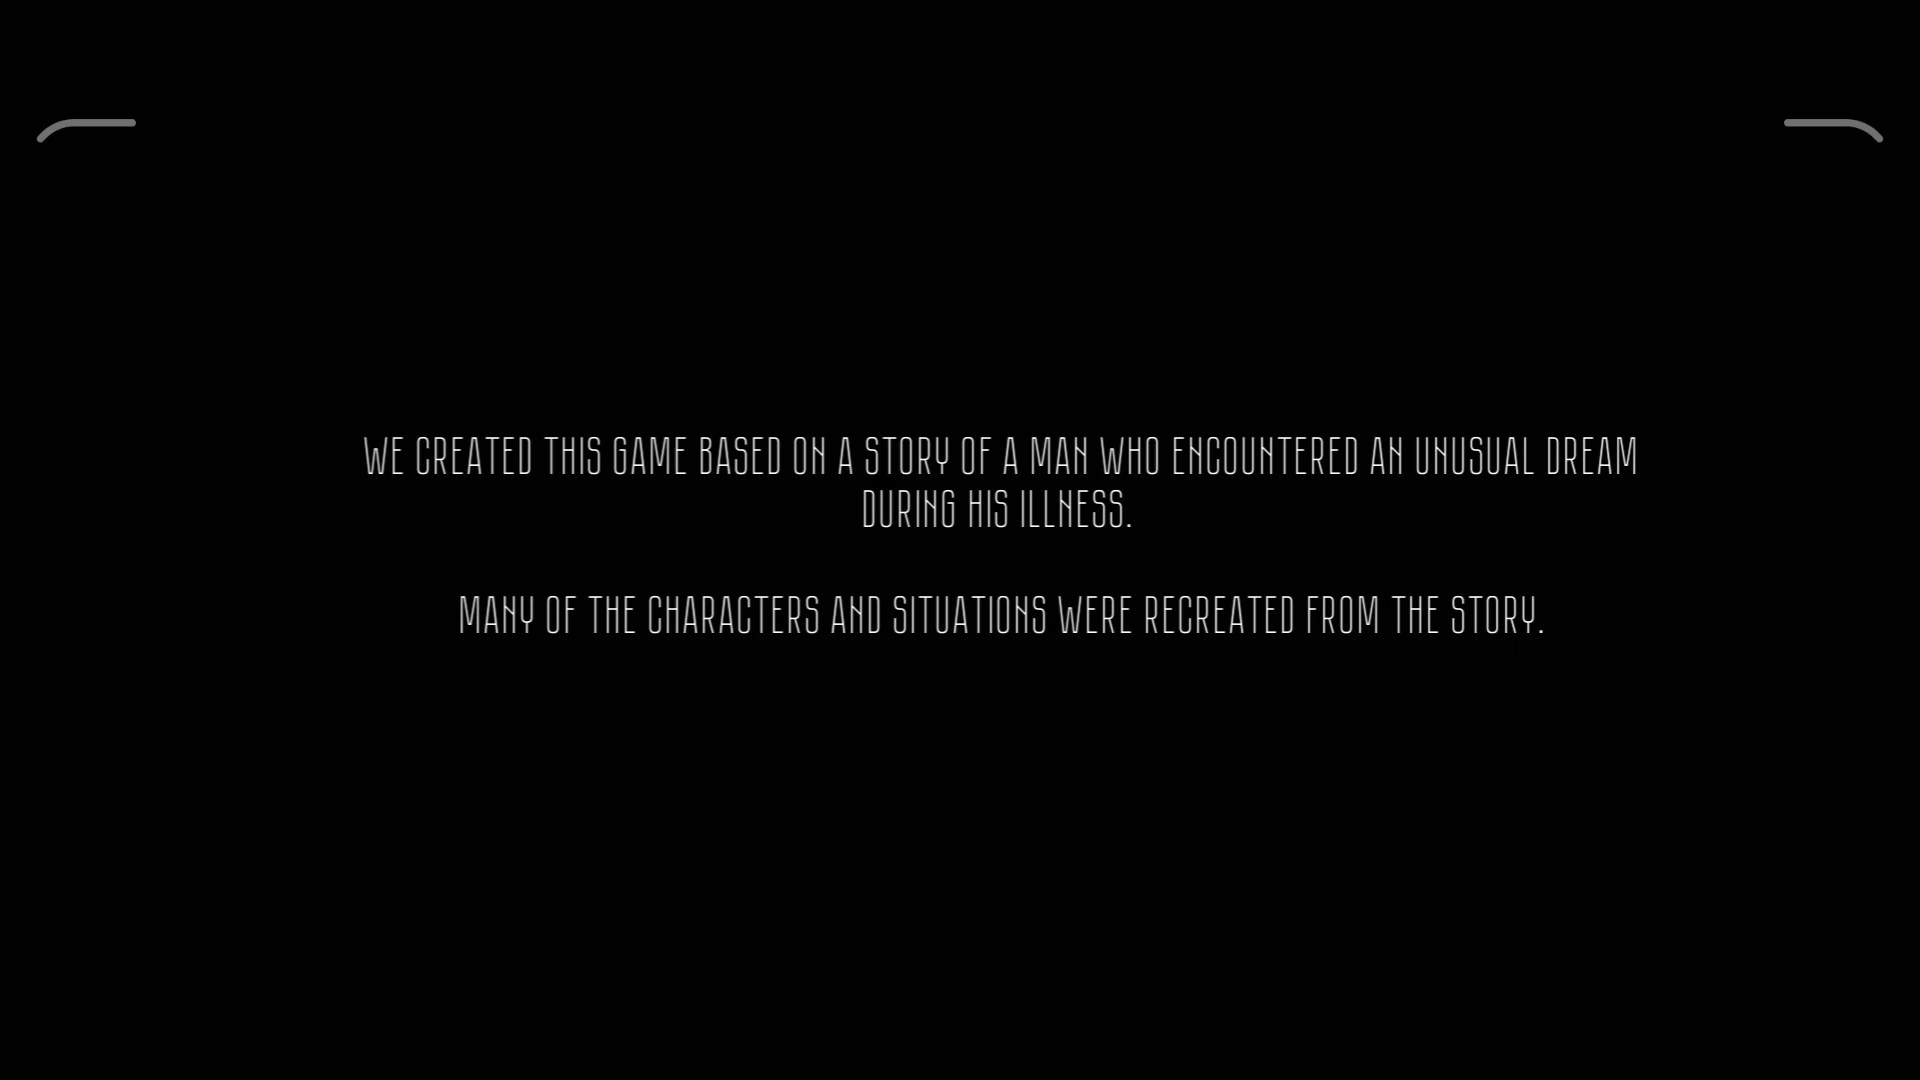 WE CREATED THIS GAME BASED ON A STORY OF A MAN WHO ENCOUNTERED AN UNUSUAL DREAM
DURING HIS ILLNESS.
MANY OF THE CHARACTERS AND SITUATIONS WERE RECREATED FROM THE STORY.